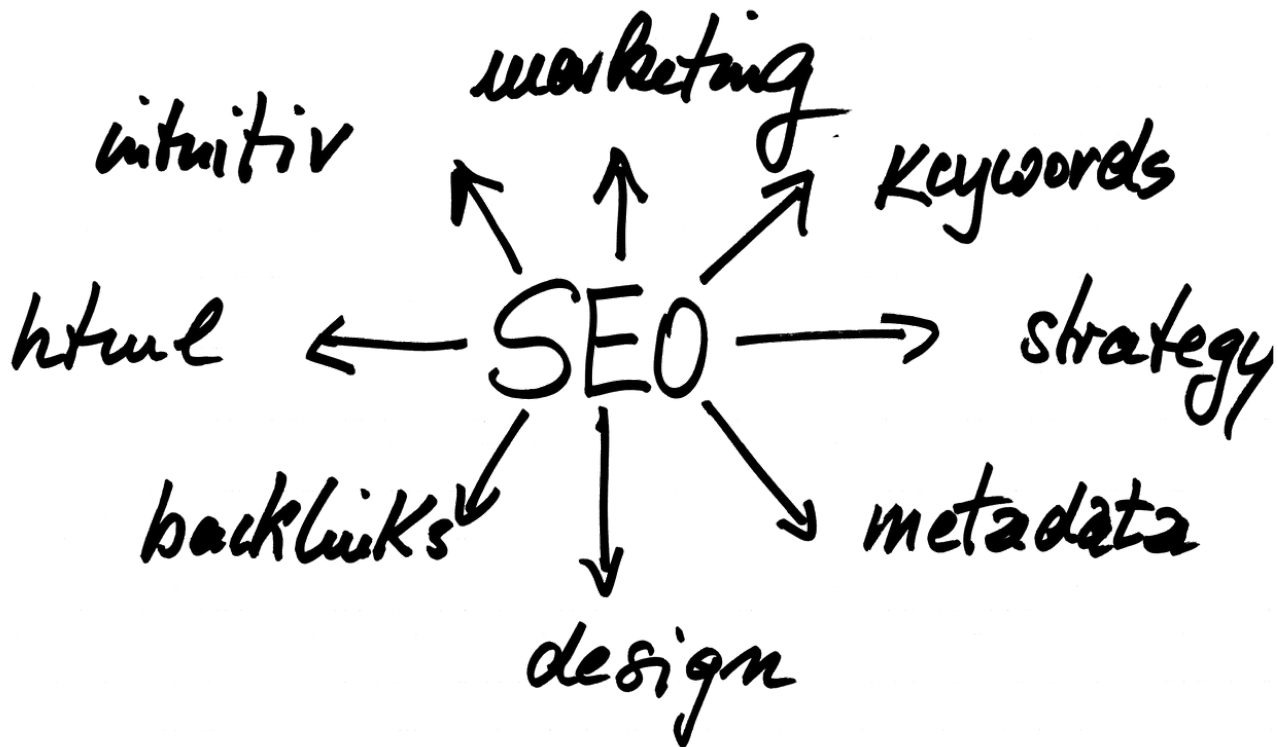 marketing
intuitiv
keywords
html
SEO
strategy
backlinks
metadata
design